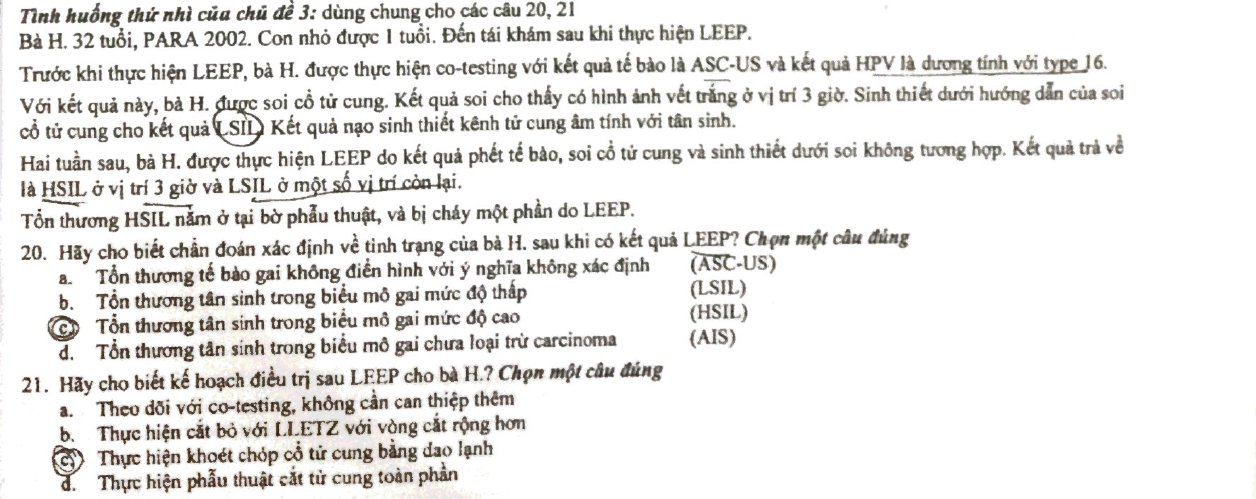 Tình huống thứ nhì của chủ đề 3: dùng chung cho các câu 20, 21
Bà H. 32 tuổi, PARA 2002. Con nhỏ được 1 tuổi. Đến tái khám sau khi thực hiện LEEP.
Trước khi thực hiện LEEP, bà H. được thực hiện co-testing với kết quả tế bào là ASC-US và kết quả HPV là dương tính với type 16.
Với kết quả này, bà H. được soi cổ tử cung. Kết quả soi cho thấy có hình ảnh vết trắng ở vị trí 3 giờ. Sinh thiết dưới hướng dẫn của soi
cổ tử cung cho kết quả LSIL. Kết quả nạo sinh thiết kênh tử cung âm tính với tân sinh.
Hai tuần sau, bà H. được thực hiện LEEP do kết quả phết tế bào, soi cổ tử cung và sinh thiết dưới soi không tương hợp. Kết quả trả về
là HSIL ở vị trí 3 giờ và LSIL ở một số vị trí còn lại.
Tổn thương HSIL nằm ở tại bờ phẫu thuật, và bị cháy một phần do LEEP.
20. Hãy cho biết chẩn đoán xác định về tình trạng của bà H. sau khi có kết quả LEEP? Chọn một câu đúng
a. Tổn thương tế bào gai không điển hình với ý nghĩa không xác định (ASC-US)
b. Tổn thương tân sinh trong biểu mô gai mức độ thấp (LSIL)
c. Tổn thương tân sinh trong biểu mô gai mức độ cao (HSIL)
d. Tổn thương tân sinh trong biểu mô gai chưa loại trừ carcinoma (AIS)
21. Hãy cho biết kế hoạch điều trị sau LEEP cho bà H.? Chọn một câu đúng
a. Theo dõi với co-testing, không cần can thiệp thêm
b. Thực hiện cắt bỏ với LLETZ với vòng cắt rộng hơn
c. Thực hiện khoét chóp cổ tử cung bằng dao lạnh
d. Thực hiện phẫu thuật cắt tử cung toàn phần